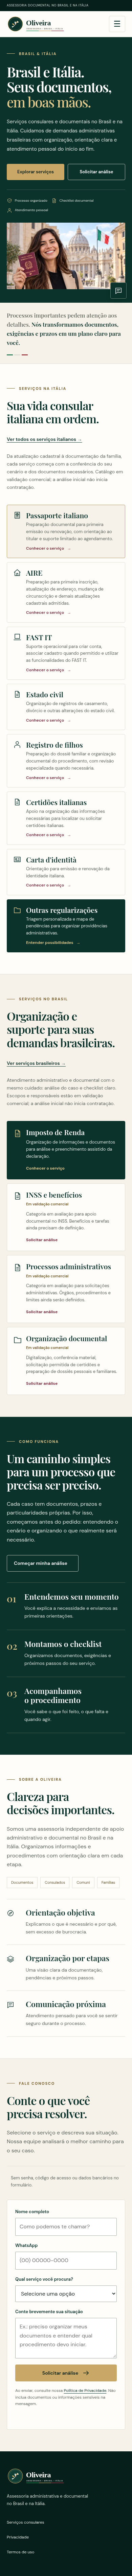 ASSESSORIA DOCUMENTAL NO BRASIL E NA ITÁLIA
Oliveira
BRASIL & ITÁLIA
Brasil e Itália.
Seus documentos,
em boas mãos.
Serviços consulares e documentais no Brasil e na
Itália. Cuidamos de cidadania, demandas
administrativas e questões brasileiras com
organização, orientação clara e
acompanhamento do início ao fim.
Explorar serviços
Solicitar análise
Processo organizado
Checklist documental
Atendimento pessoal
Processos importantes pedem atenção ao
detalhe. Nós transformamos documentos,
exigências e prazos em um plano claro para
você.
SERVIÇOS NA ITÁLIA
Sua vida consular
italiana em ordem.
Ver todos os serviços italianos →
Da atualização cadastral à documentação da família,
cada serviço começa com a conferência do seu
caso e dos documentos necessários. Catálogo em
validação comercial; a análise inicial não cria
contratação.
Passaporte italiano
Preparação documental para primeira
emissão ou renovação, com orientação ao
titular e suporte limitado ao agendamento.
Conhecer o serviço →
AIRE
Preparação para primeira inscrição,
atualização de endereço, mudança de
circunscrição e demais atualizações
cadastrais admitidas.
Conhecer o serviço →
FAST IT
Suporte operacional para criar conta,
associar cadastro quando permitido e utilizar
as funcionalidades do FAST IT.
Conhecer o serviço →
Estado civil
Organização de registros de casamento,
divórcio e outras alterações de estado civil.
Conhecer o serviço →
Registro de filhos
Preparação do dossiê familiar e organização
documental do procedimento, com revisão
especializada quando necessária.
Conhecer o serviço →
Certidões italianas
Apoio na organização das informações
necessárias para localizar ou solicitar
certidões italianas.
Conhecer o serviço →
Carta d'identità
Orientação para emissão ou renovação da
identidade italiana.
Conhecer o serviço →
Outras regularizações
Triagem personalizada e mapa de
pendências para organizar providências
administrativas.
Entender possibilidades →
SERVIÇOS NO BRASIL
Organização e
suporte para suas
demandas brasileiras.
Ver serviços brasileiros →
Atendimento administrativo e documental com o
mesmo cuidado: análise do caso e checklist claro.
Escopos e responsáveis estão em validação
comercial; a análise inicial não cria contratação.
Imposto de Renda
Organização de informações e documentos
para análise e preenchimento assistido da
declaração.
Conhecer o serviço
INSS e benefícios
Em validação comercial
Categoria em avaliação para apoio
documental no INSS. Benefícios e tarefas
ainda precisam de definição.
Solicitar análise
Processos administrativos
Em validação comercial
Categoria em avaliação para solicitações
administrativas. Órgãos, procedimentos e
limites ainda serão definidos.
Solicitar análise
Organização documental
Em validação comercial
Digitalização, conferência material,
solicitação permitida de certidões e
preparação de dossiês pessoais e familiares.
Solicitar análise
COMO FUNCIONA
Um caminho simples
para um processo que
precisa ser preciso.
Cada caso tem documentos, prazos e
particularidades próprias. Por isso,
começamos por entender o cenário e criar o
checklist: o orçamento só vem quando existe
um escopo realmente necessário.
Começar minha análise
01
Entendemos seu momento
Você explica a necessidade e enviamos as
primeiras orientações.
02
Montamos o checklist
Organizamos documentos, exigências e
próximos passos do seu serviço.
03
Acompanhamos
o procedimento
Você sabe o que foi feito, o que falta e
quando agir.
SOBRE A OLIVEIRA
Clareza para
decisões importantes.
Somos uma assessoria independente de apoio
administrativo e documental no Brasil e na
Itália. Organizamos informações e
procedimentos com orientação clara em cada
etapa.
Documentos
Consulados
Comuni
Famílias
Orientação objetiva
Explicamos o que é necessário e por quê,
sem excesso de burocracia.
Organização por etapas
Uma visão clara da documentação,
pendências e próximos passos.
Comunicação próxima
Atendimento pensado para você se sentir
seguro durante o processo.
FALE CONOSCO
Conte o que você
precisa resolver.
Selecione o serviço e descreva sua situação.
Nossa equipe analisará o melhor caminho para
o seu caso.
Sem senha, código de acesso ou dados bancários no
formulário.
Nome completo
Como podemos te chamar?
WhatsApp
(00) 00000-0000
Qual serviço você procura?
Selecione uma opção
Conte brevemente sua situação
Ex.: preciso organizar meus
documentos e entender qual
procedimento devo iniciar.
Solicitar análise →
Ao enviar, consulte nossa Política de Privacidade. Não
inclua documentos ou informações sensíveis na
mensagem.
Oliveira
Assessoria administrativa e documental
no Brasil e na Itália.
Serviços consulares
Privacidade
Termos de uso